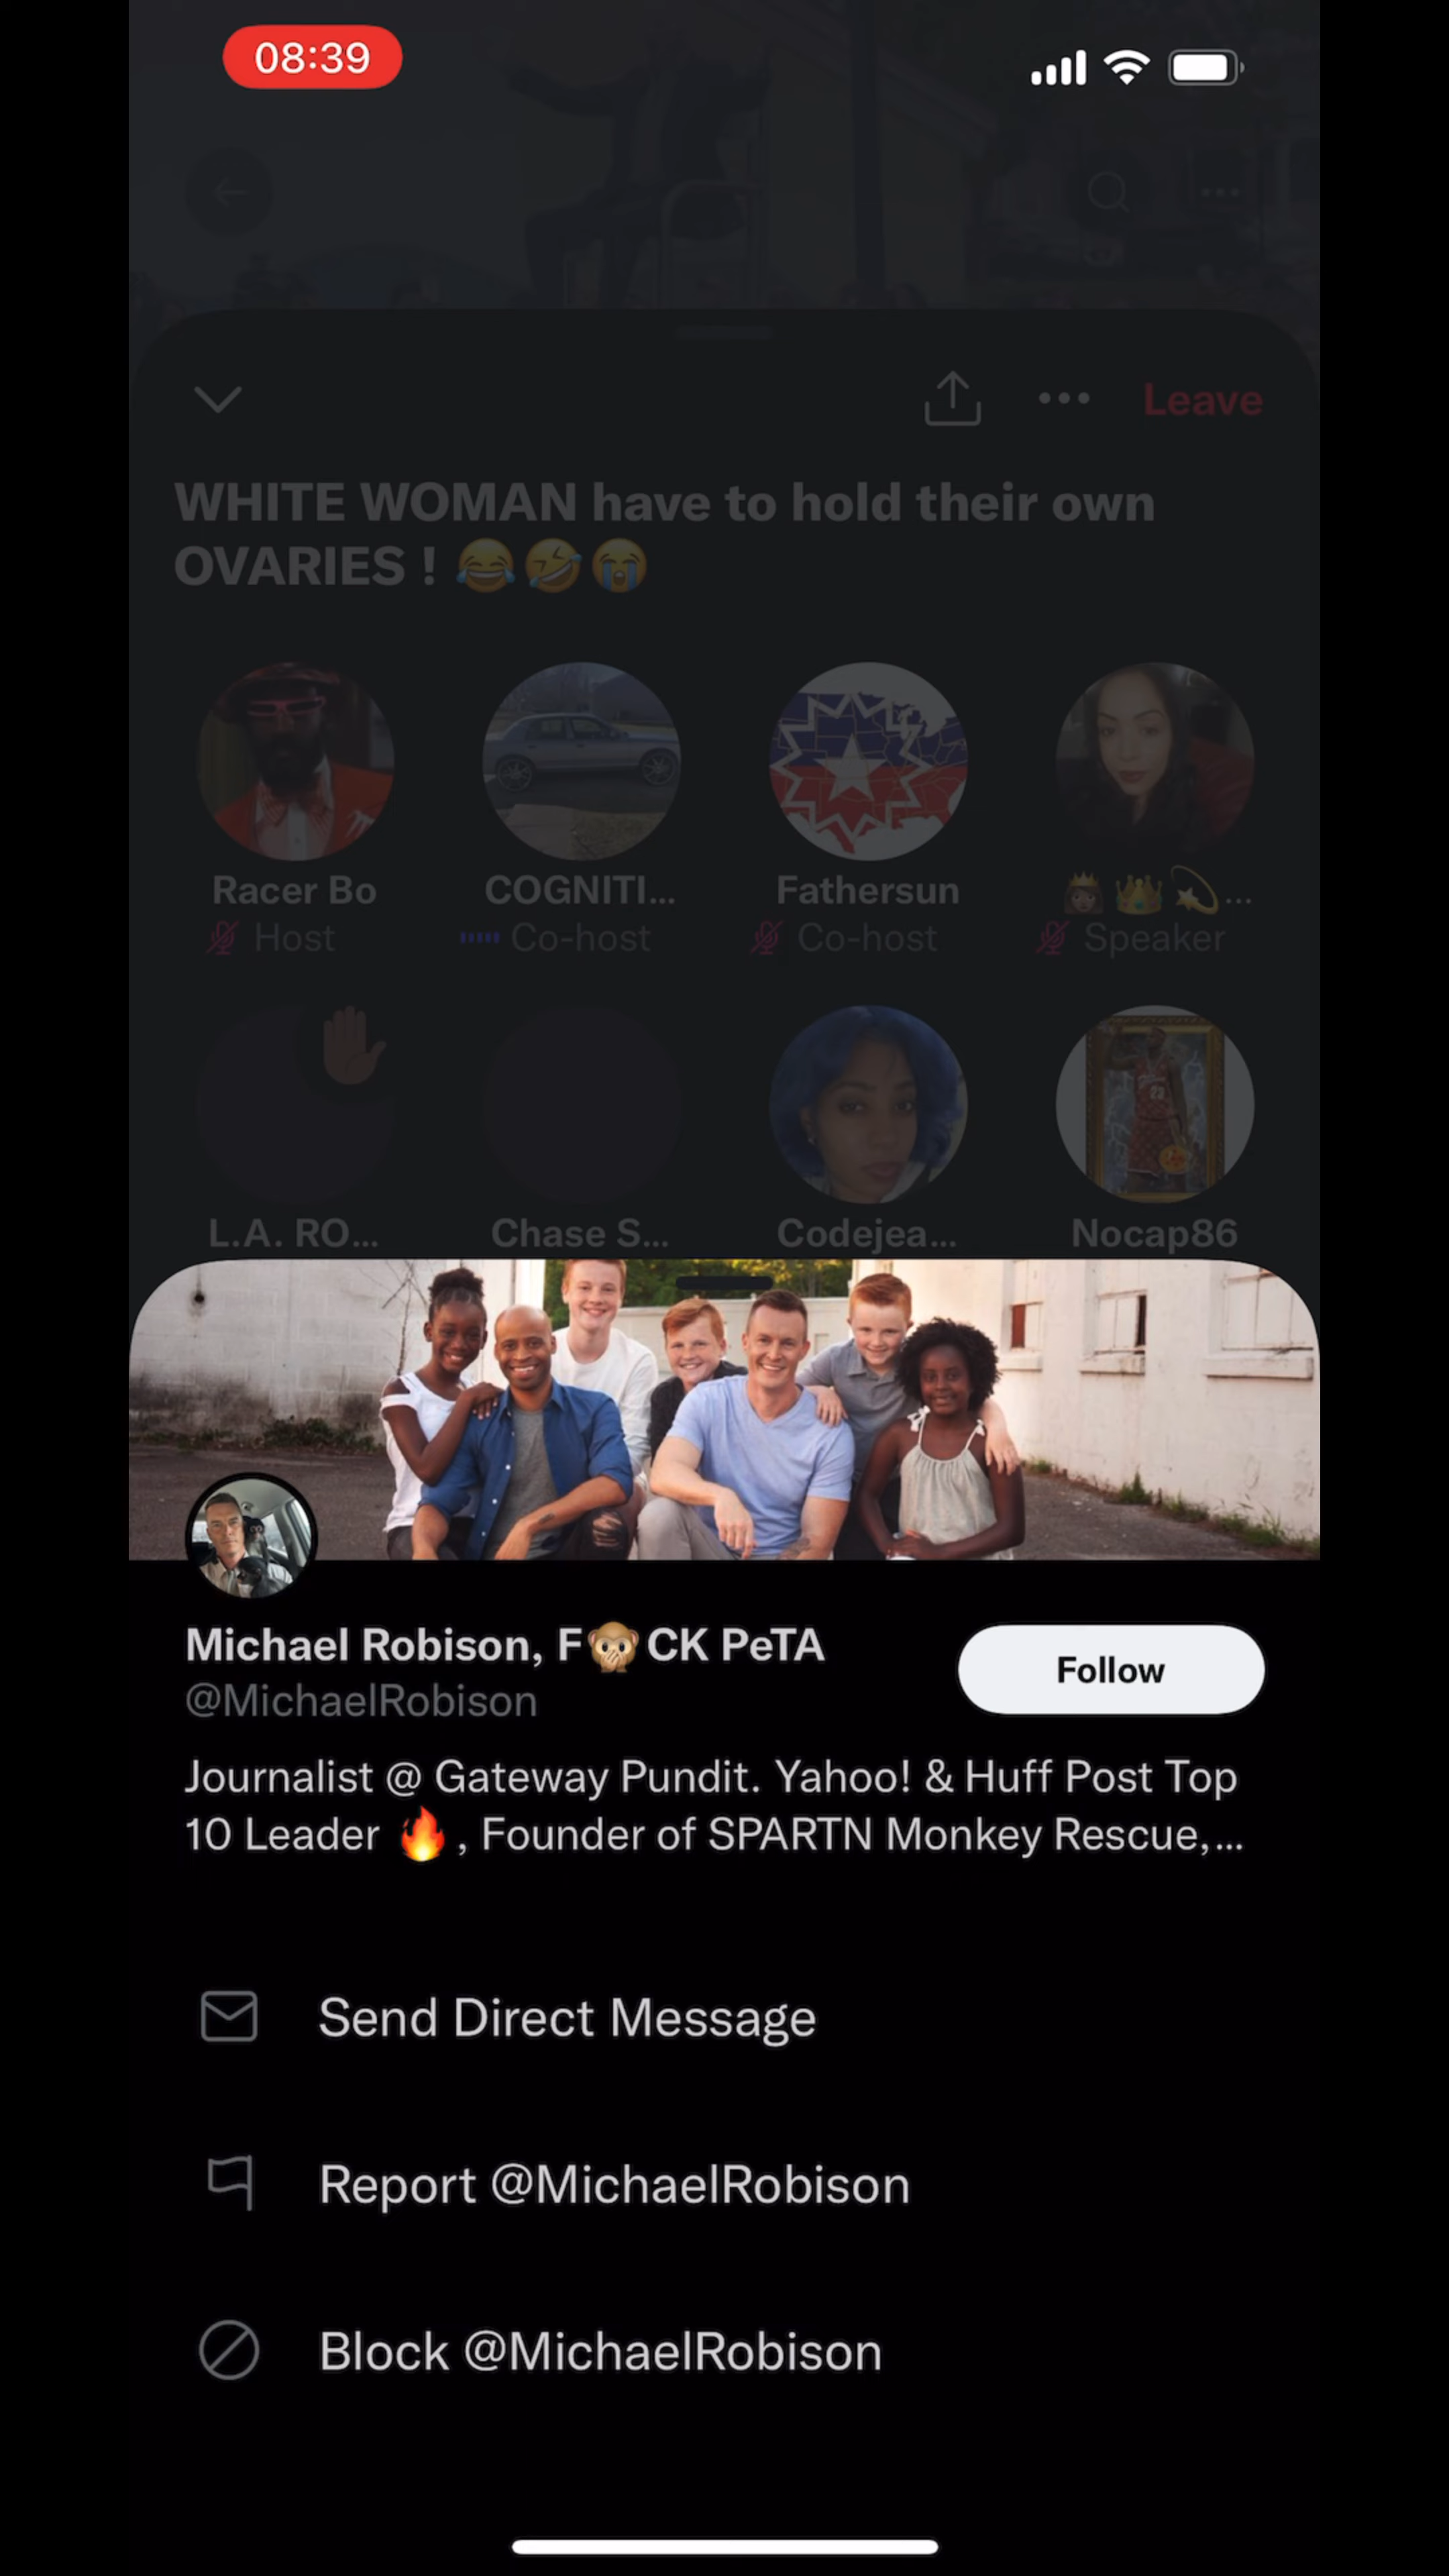 08:39
Leave
WHITE WOMAN have to hold their own
OVARIES ! 😂🤣😭
Racer Bo
COGNITI...
Fathersun
👸🏽👑💫...
Host
Co-host
Co-host
Speaker
23
L.A. RO...
Chase S...
Codejea...
Nocap86
Michael Robison, F🙊CK PeTA
@MichaelRobison
Follow
Journalist @ Gateway Pundit. Yahoo! & Huff Post Top
10 Leader 🔥, Founder of SPARTN Monkey Rescue,...
Send Direct Message
Report @MichaelRobison
Block @MichaelRobison